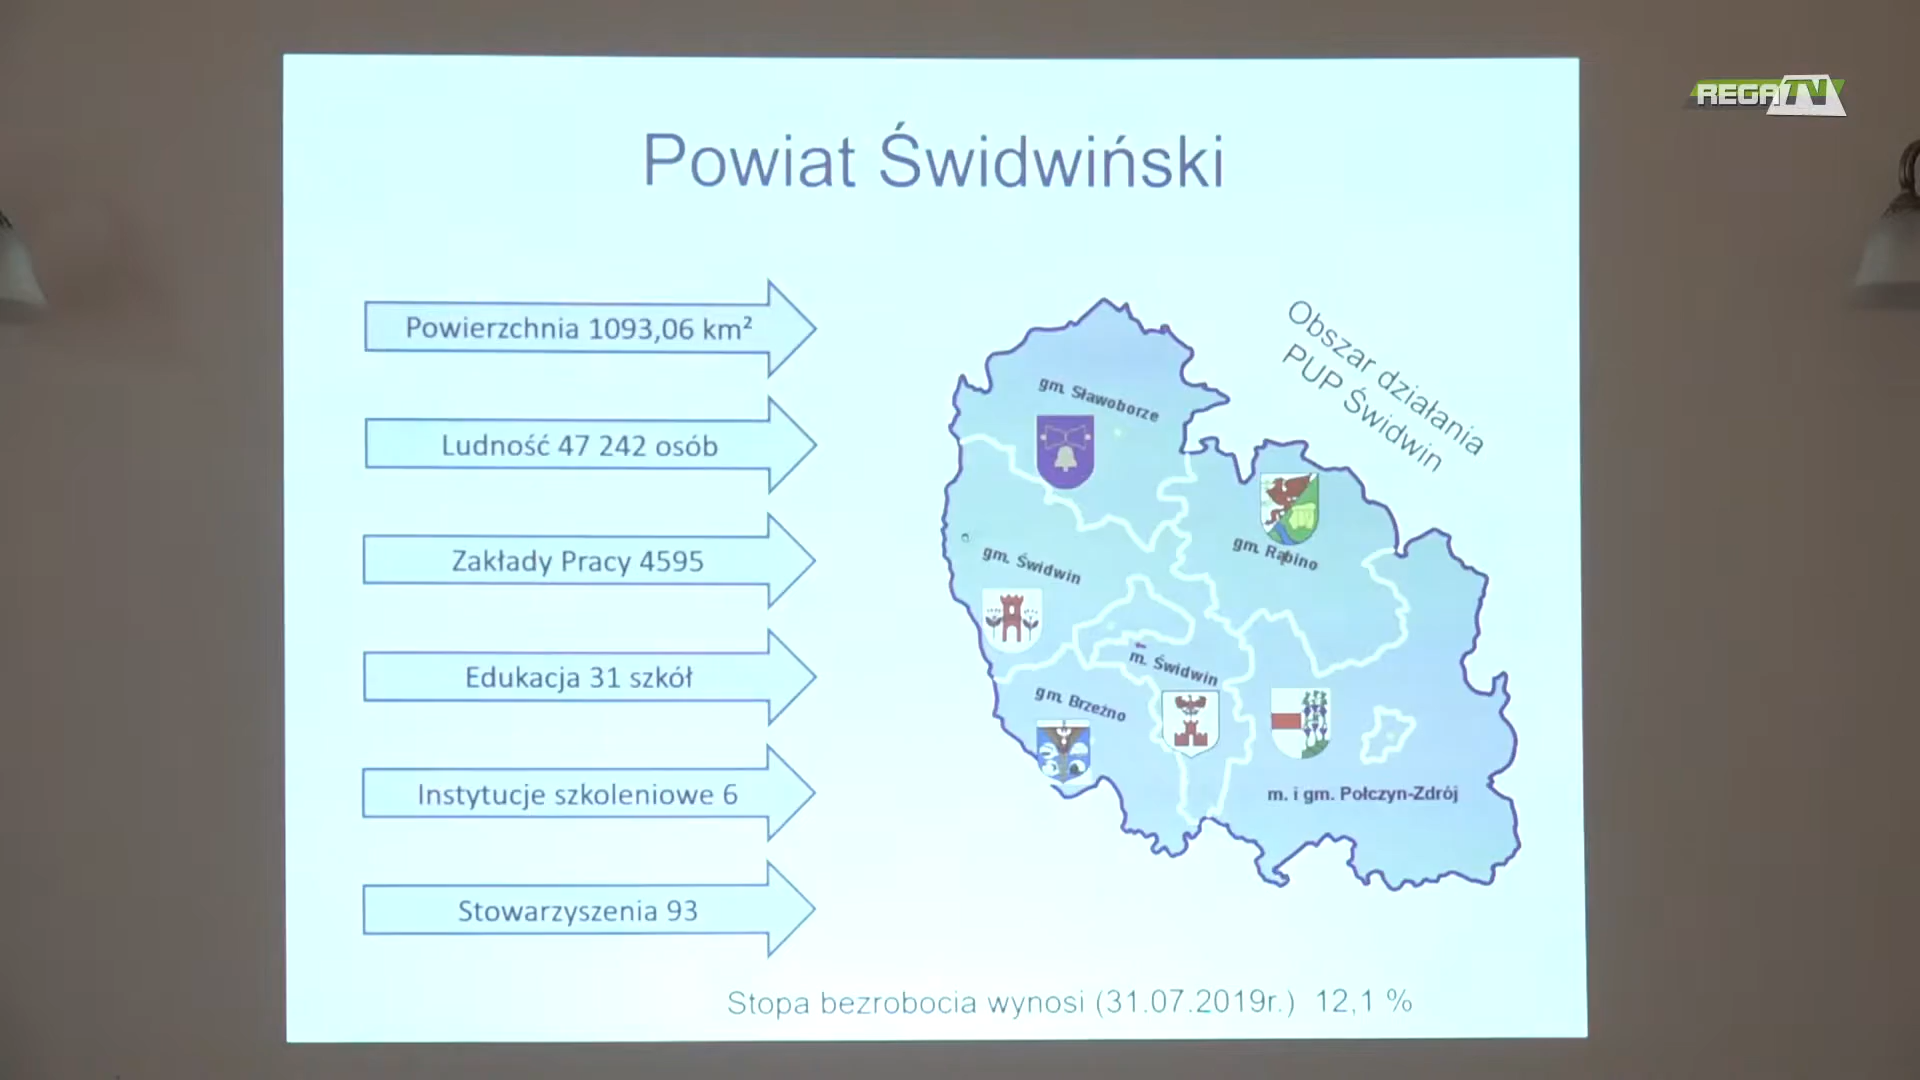 REGA TV
Powiat Świdwiński
Powierzchnia 1093,06 km²
Ludność 47 242 osób
Zakłady Pracy 4595
Edukacja 31 szkół
Instytucje szkoleniowe 6
Stowarzyszenia 93
Obszar działania
PUP Świdwin
gm. Sławoborze
gm. Rąbino
gm. Świdwin
m. Świdwin
gm. Brzeżno
m. i gm. Połczyn-Zdrój
Stopa bezrobocia wynosi (31.07.2019r.) 12,1 %